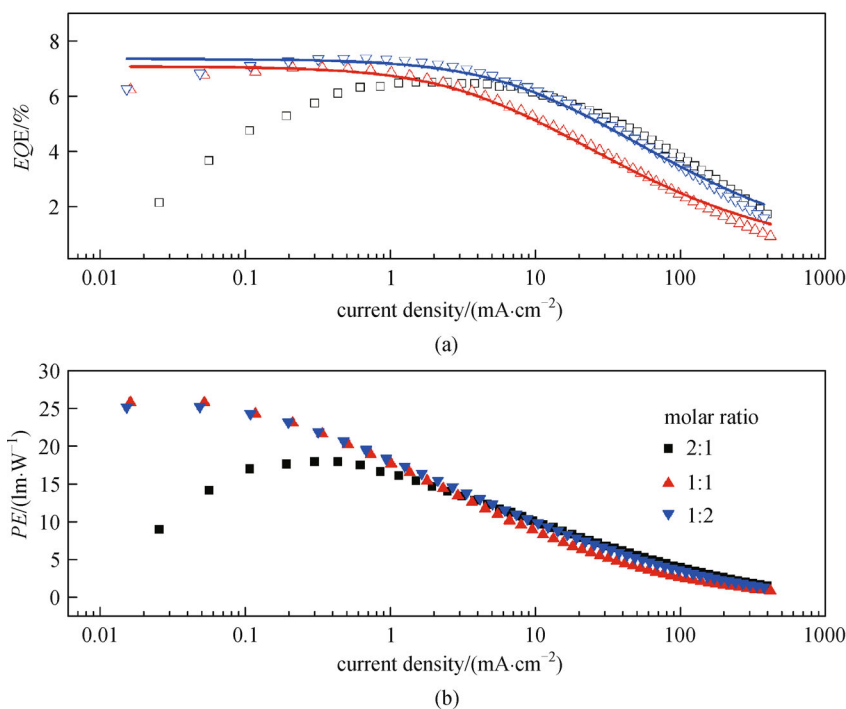 8
6
4
2
EQE/%
0.01 0.1 1 10 100 1000
current density/(mA·cm⁻²)
(a)
30
25
20
15
10
5
0
PE/(lm·W⁻¹)
molar ratio
2:1
1:1
1:2
0.01 0.1 1 10 100 1000
current density/(mA·cm⁻²)
(b)